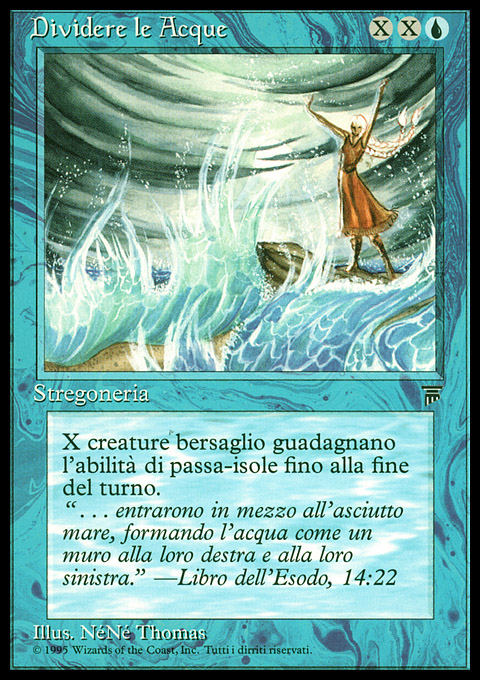 Dividere le Acque
X X
Stregoneria
X creature bersaglio guadagnano
l'abilità di passa-isole fino alla fine
del turno.
“. . . entrarono in mezzo all'asciutto
mare, formando l'acqua come un
muro alla loro destra e alla loro
sinistra.” —Libro dell'Esodo, 14:22
Illus. NéNé Thomas
© 1995 Wizards of the Coast, Inc. Tutti i dirriti riservati.